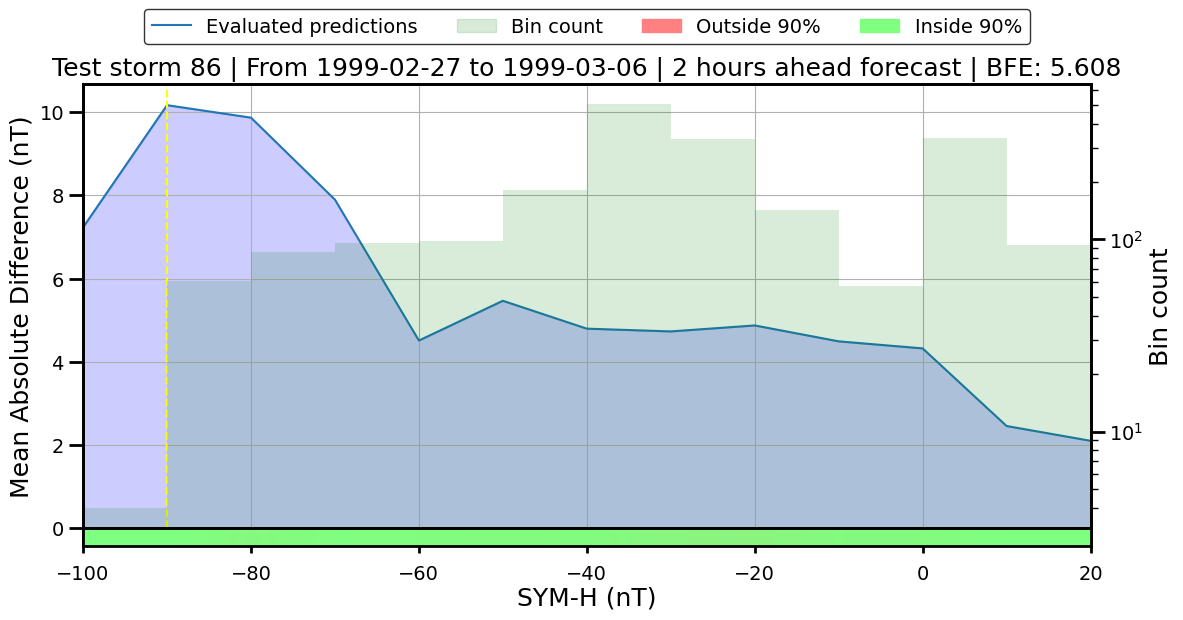 Evaluated predictions Bin count Outside 90% Inside 90%
Test storm 86 | From 1999-02-27 to 1999-03-06 | 2 hours ahead forecast | BFE: 5.608
Mean Absolute Difference (nT)
10
8
6
4
2
0
10²
10¹
Bin count
−100 −80 −60 −40 −20 0 20
SYM-H (nT)